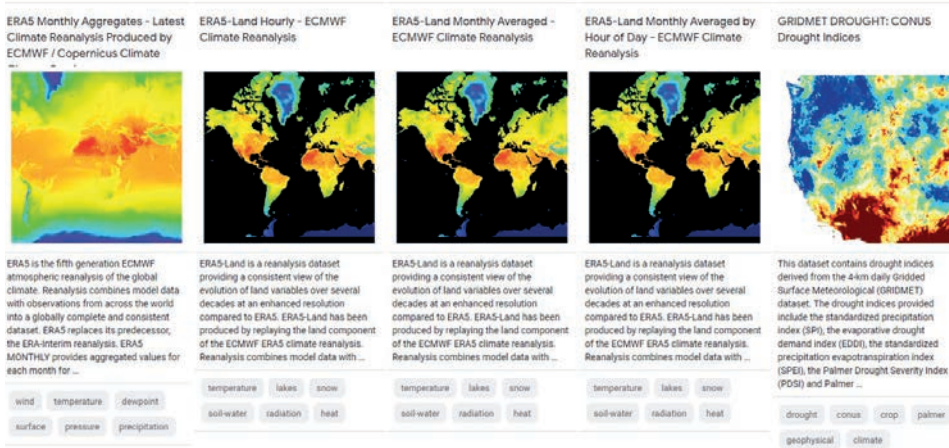 ERA5 Monthly Aggregates - Latest
Climate Reanalysis Produced by
ECMWF / Copernicus Climate
ERA5 is the fifth generation ECMWF
atmospheric reanalysis of the global
climate. Reanalysis combines model data
with observations from across the world
into a globally complete and consistent
dataset. ERA5 replaces its predecessor,
the ERA-Interim reanalysis. ERA5
MONTHLY provides aggregated values for
each month for ...
wind temperature dewpoint
surface pressure precipitation
ERA5-Land Hourly - ECMWF
Climate Reanalysis
ERA5-Land is a reanalysis dataset
providing a consistent view of the
evolution of land variables over several
decades at an enhanced resolution
compared to ERA5. ERA5-Land has been
produced by replaying the land component
of the ECMWF ERA5 climate reanalysis.
Reanalysis combines model data with ...
temperature lakes snow
soil-water radiation heat
ERA5-Land Monthly Averaged -
ECMWF Climate Reanalysis
ERA5-Land is a reanalysis dataset
providing a consistent view of the
evolution of land variables over several
decades at an enhanced resolution
compared to ERA5. ERA5-Land has been
produced by replaying the land component
of the ECMWF ERA5 climate reanalysis.
Reanalysis combines model data with ...
temperature lakes snow
soil-water radiation heat
ERA5-Land Monthly Averaged by
Hour of Day - ECMWF Climate
Reanalysis
ERA5-Land is a reanalysis dataset
providing a consistent view of the
evolution of land variables over several
decades at an enhanced resolution
compared to ERA5. ERA5-Land has been
produced by replaying the land component
of the ECMWF ERA5 climate reanalysis.
Reanalysis combines model data with ...
temperature lakes snow
soil-water radiation heat
GRIDMET DROUGHT: CONUS
Drought Indices
This dataset contains drought indices
derived from the 4-km daily Gridded
Surface Meteorological (GRIDMET)
dataset. The drought indices provided
include the standardized precipitation
index (SPI), the evaporative drought
demand index (EDDI), the standardized
precipitation evapotranspiration index
(SPEI), the Palmer Drought Severity Index
(PDSI) and Palmer ...
drought conus crop palmer
geophysical climate